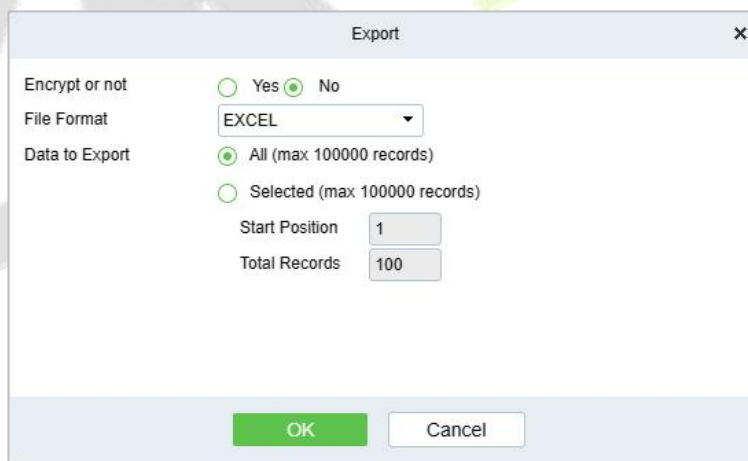 Export
Encrypt or not Yes No
File Format EXCEL
Data to Export All (max 100000 records)
Selected (max 100000 records)
Start Position 1
Total Records 100
OK Cancel